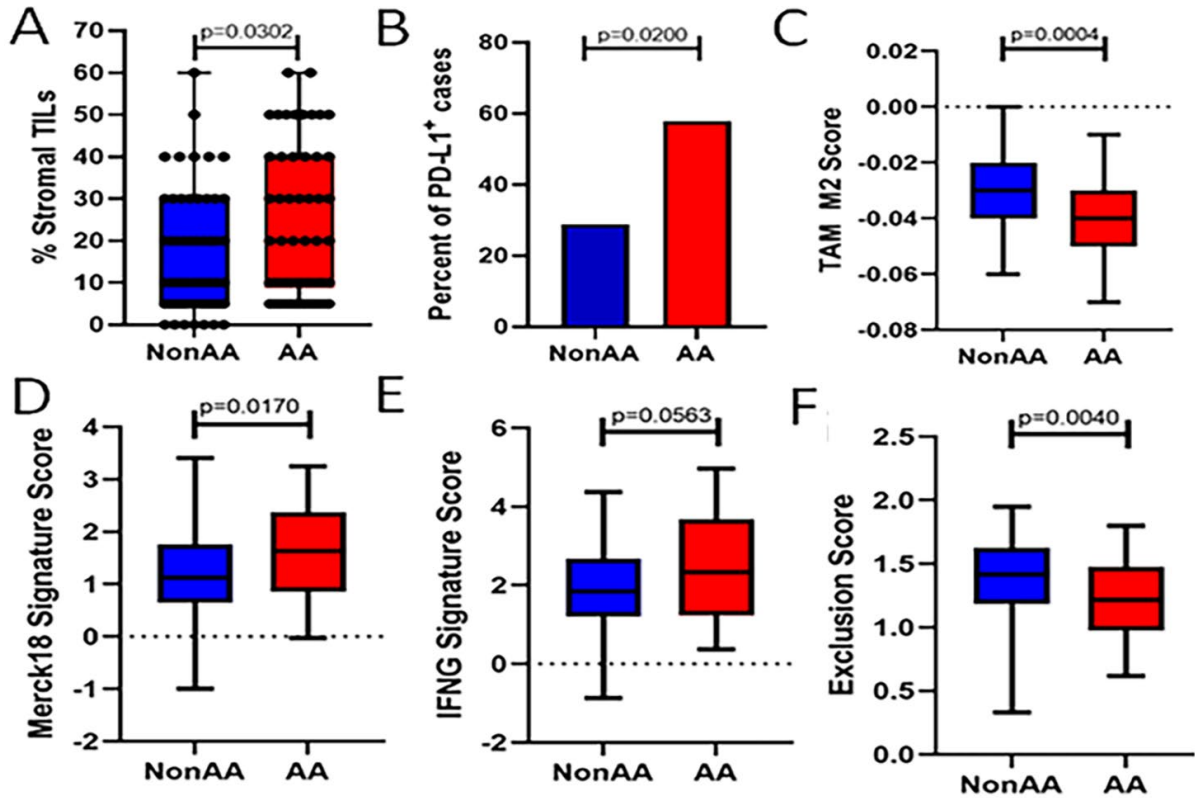 A
p=0.0302
% Stromal TILs
70
60
50
40
30
20
10
0
NonAA AA
B
p=0.0200
Percent of PD-L1+ cases
80
60
40
20
0
NonAA AA
C
p=0.0004
TAM M2 Score
0.02
0.00
-0.02
-0.04
-0.06
-0.08
NonAA AA
D
p=0.0170
Merck18 Signature Score
4
3
2
1
0
-1
-2
NonAA AA
E
p=0.0563
IFNG Signature Score
6
4
2
0
-2
NonAA AA
F
p=0.0040
Exclusion Score
2.5
2.0
1.5
1.0
0.5
0.0
NonAA AA